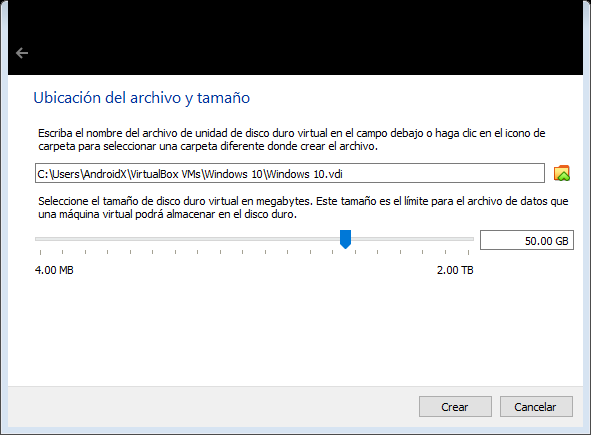 Ubicación del archivo y tamaño
Escriba el nombre del archivo de unidad de disco duro virtual en el campo debajo o haga clic en el icono de
carpeta para seleccionar una carpeta diferente donde crear el archivo.
C:\Users\AndroidX\VirtualBox VMs\Windows 10\Windows 10.vdi
Seleccione el tamaño de disco duro virtual en megabytes. Este tamaño es el límite para el archivo de datos que
una máquina virtual podrá almacenar en el disco duro.
50.00 GB
4.00 MB 2.00 TB
Crear Cancelar